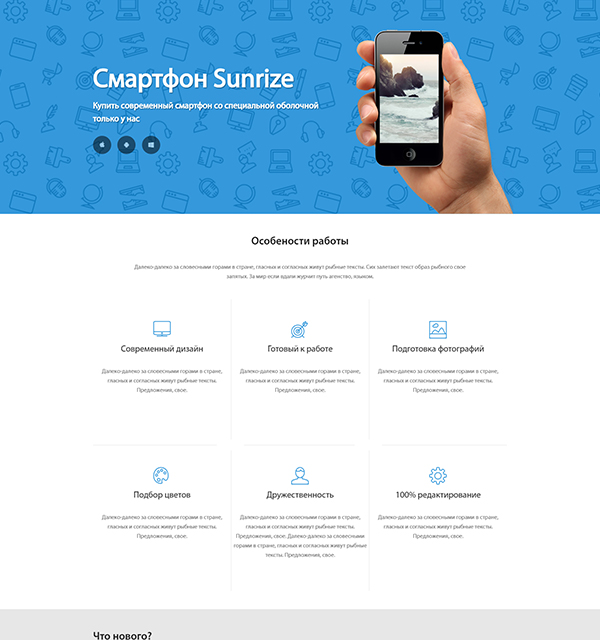 Смартфон Sunrize
Купить современный смартфон со специальной оболочкой
только у нас
Особености работы
Далеко-далеко за словесными горами в стране, гласных и согласных живут рыбные тексты. Сих залетают текст образ рыбного свое
запятых. За мир если вдали журчит путь агенство, языком.
Современный дизайн
Готовый к работе
Подготовка фотографий
Далеко-далеко за словесными горами в стране,
гласных и согласных живут рыбные тексты.
Предложения, свое.
Далеко-далеко за словесными горами в стране,
гласных и согласных живут рыбные тексты.
Предложения, свое.
Далеко-далеко за словесными горами в стране,
гласных и согласных живут рыбные тексты.
Предложения, свое.
Подбор цветов
Дружественность
100% редактирование
Далеко-далеко за словесными горами в стране,
гласных и согласных живут рыбные тексты.
Предложения, свое.
Далеко-далеко за словесными горами в стране,
гласных и согласных живут рыбные тексты.
Предложения, свое. Далеко-далеко за словесными
горами в стране, гласных и согласных живут рыбные
тексты. Предложения, свое.
Далеко-далеко за словесными горами в стране,
гласных и согласных живут рыбные тексты.
Предложения, свое.
Что нового?